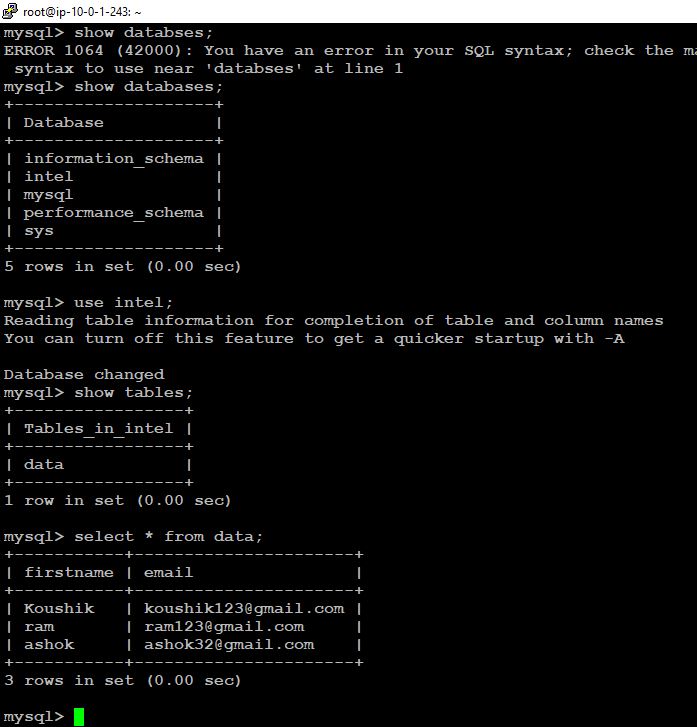 root@ip-10-0-1-243: ~
mysql> show databses;
ERROR 1064 (42000): You have an error in your SQL syntax; check the ma
 syntax to use near 'databses' at line 1
mysql> show databases;
+--------------------+
| Database           |
+--------------------+
| information_schema |
| intel              |
| mysql              |
| performance_schema |
| sys                |
+--------------------+
5 rows in set (0.00 sec)

mysql> use intel;
Reading table information for completion of table and column names
You can turn off this feature to get a quicker startup with -A

Database changed
mysql> show tables;
+-----------------+
| Tables_in_intel |
+-----------------+
| data            |
+-----------------+
1 row in set (0.00 sec)

mysql> select * from data;
+-----------+----------------------+
| firstname | email                |
+-----------+----------------------+
| Koushik   | koushik123@gmail.com |
| ram       | ram123@gmail.com     |
| ashok     | ashok32@gmail.com    |
+-----------+----------------------+
3 rows in set (0.00 sec)

mysql>